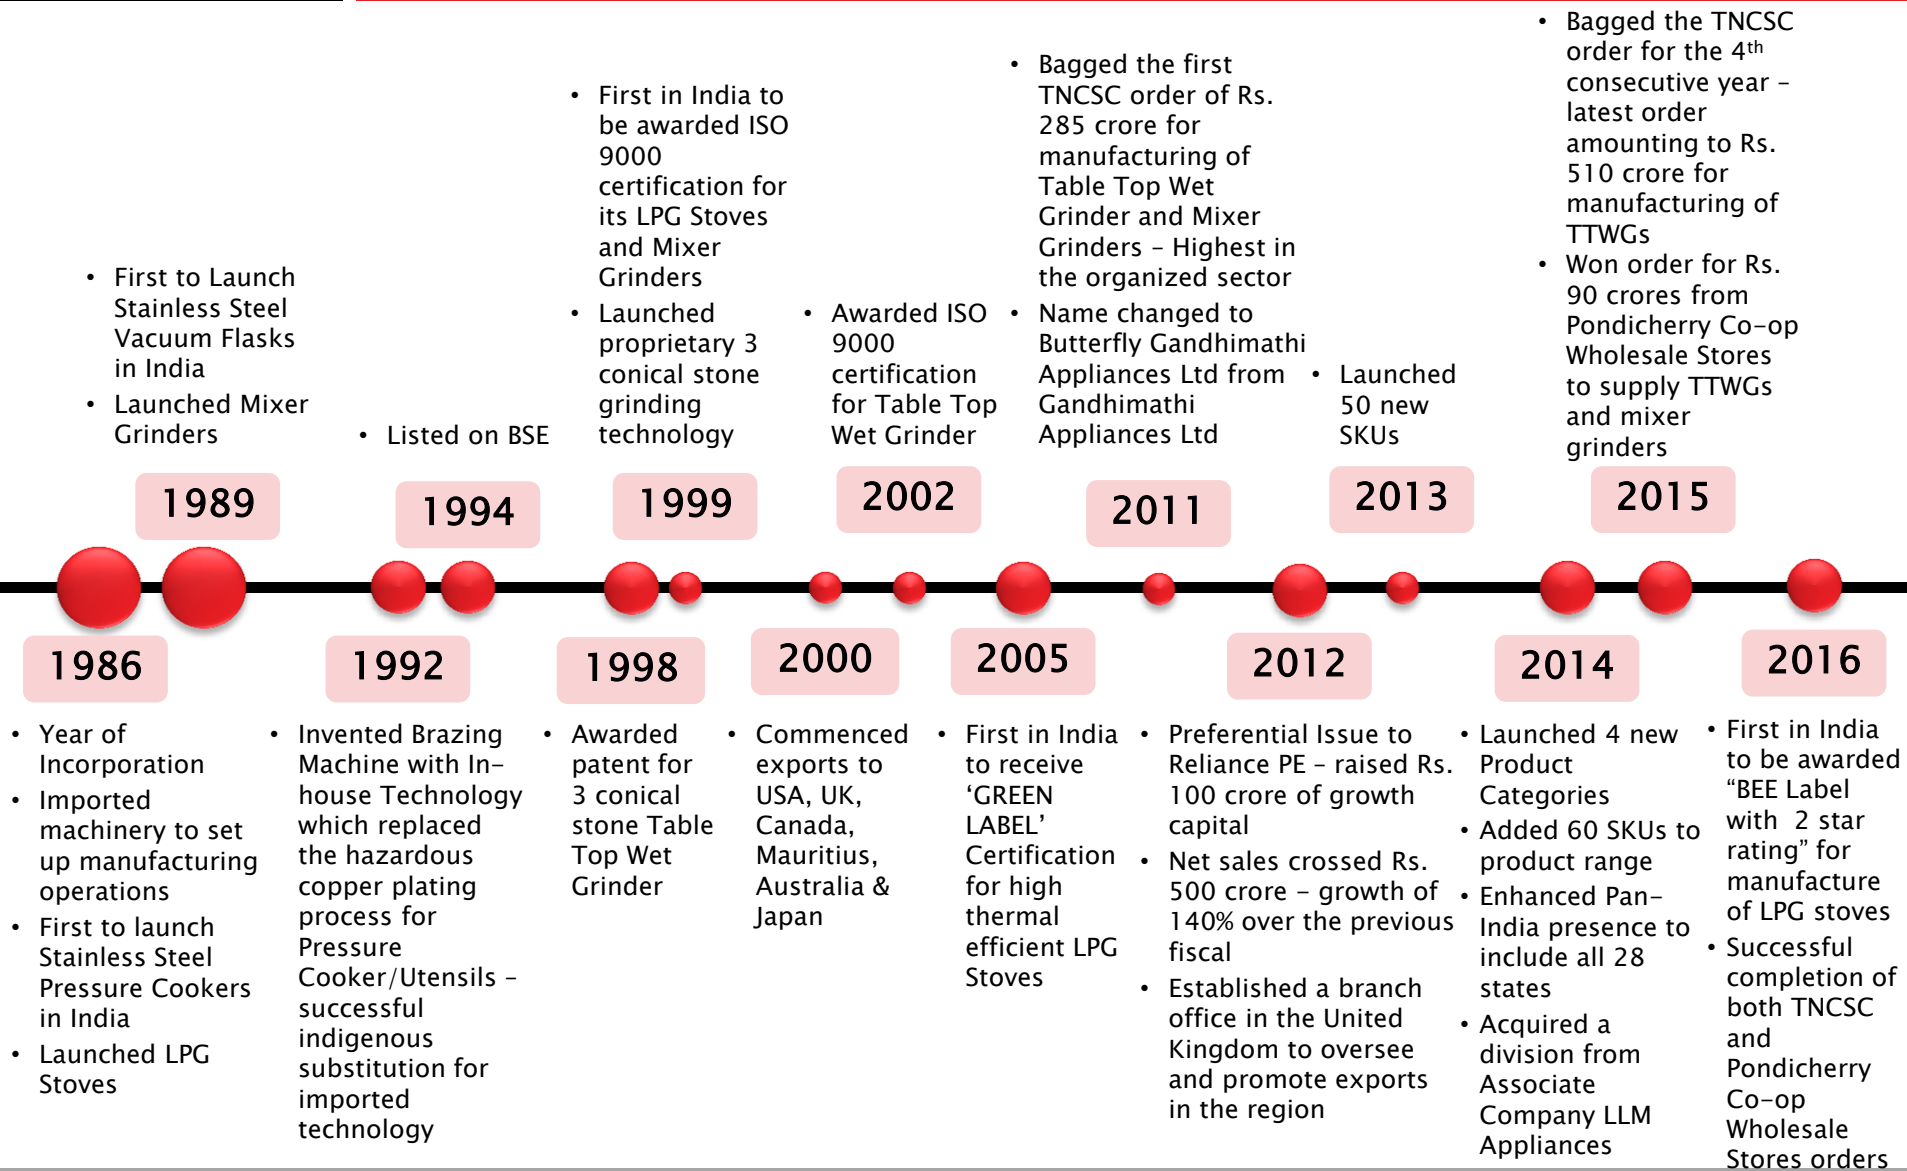 • First to Launch
Stainless Steel
Vacuum Flasks
in India
• Launched Mixer
Grinders
1989
• Listed on BSE
1994
• First in India to
be awarded ISO
9000
certification for
its LPG Stoves
and Mixer
Grinders
• Launched
proprietary 3
conical stone
grinding
technology
1999
• Awarded ISO
9000
certification
for Table Top
Wet Grinder
2002
• Bagged the first
TNCSC order of Rs.
285 crore for
manufacturing of
Table Top Wet
Grinder and Mixer
Grinders – Highest in
the organized sector
• Name changed to
Butterfly Gandhimathi
Appliances Ltd from
Gandhimathi
Appliances Ltd
2011
• Launched
50 new
SKUs
2013
• Bagged the TNCSC
order for the 4th
consecutive year –
latest order
amounting to Rs.
510 crore for
manufacturing of
TTWGs
• Won order for Rs.
90 crores from
Pondicherry Co-op
Wholesale Stores
to supply TTWGs
and mixer
grinders
2015
1986
• Year of
Incorporation
• Imported
machinery to set
up manufacturing
operations
• First to launch
Stainless Steel
Pressure Cookers
in India
• Launched LPG
Stoves
1992
• Invented Brazing
Machine with In-
house Technology
which replaced
the hazardous
copper plating
process for
Pressure
Cooker/Utensils –
successful
indigenous
substitution for
imported
technology
1998
• Awarded
patent for
3 conical
stone Table
Top Wet
Grinder
2000
• Commenced
exports to
USA, UK,
Canada,
Mauritius,
Australia &
Japan
2005
• First in India
to receive
‘GREEN
LABEL’
Certification
for high
thermal
efficient LPG
Stoves
2012
• Preferential Issue to
Reliance PE – raised Rs.
100 crore of growth
capital
• Net sales crossed Rs.
500 crore – growth of
140% over the previous
fiscal
• Established a branch
office in the United
Kingdom to oversee
and promote exports
in the region
2014
• Launched 4 new
Product
Categories
• Added 60 SKUs to
product range
• Enhanced Pan-
India presence to
include all 28
states
• Acquired a
division from
Associate
Company LLM
Appliances
2016
• First in India
to be awarded
“BEE Label
with 2 star
rating” for
manufacture
of LPG stoves
• Successful
completion of
both TNCSC
and
Pondicherry
Co-op
Wholesale
Stores orders